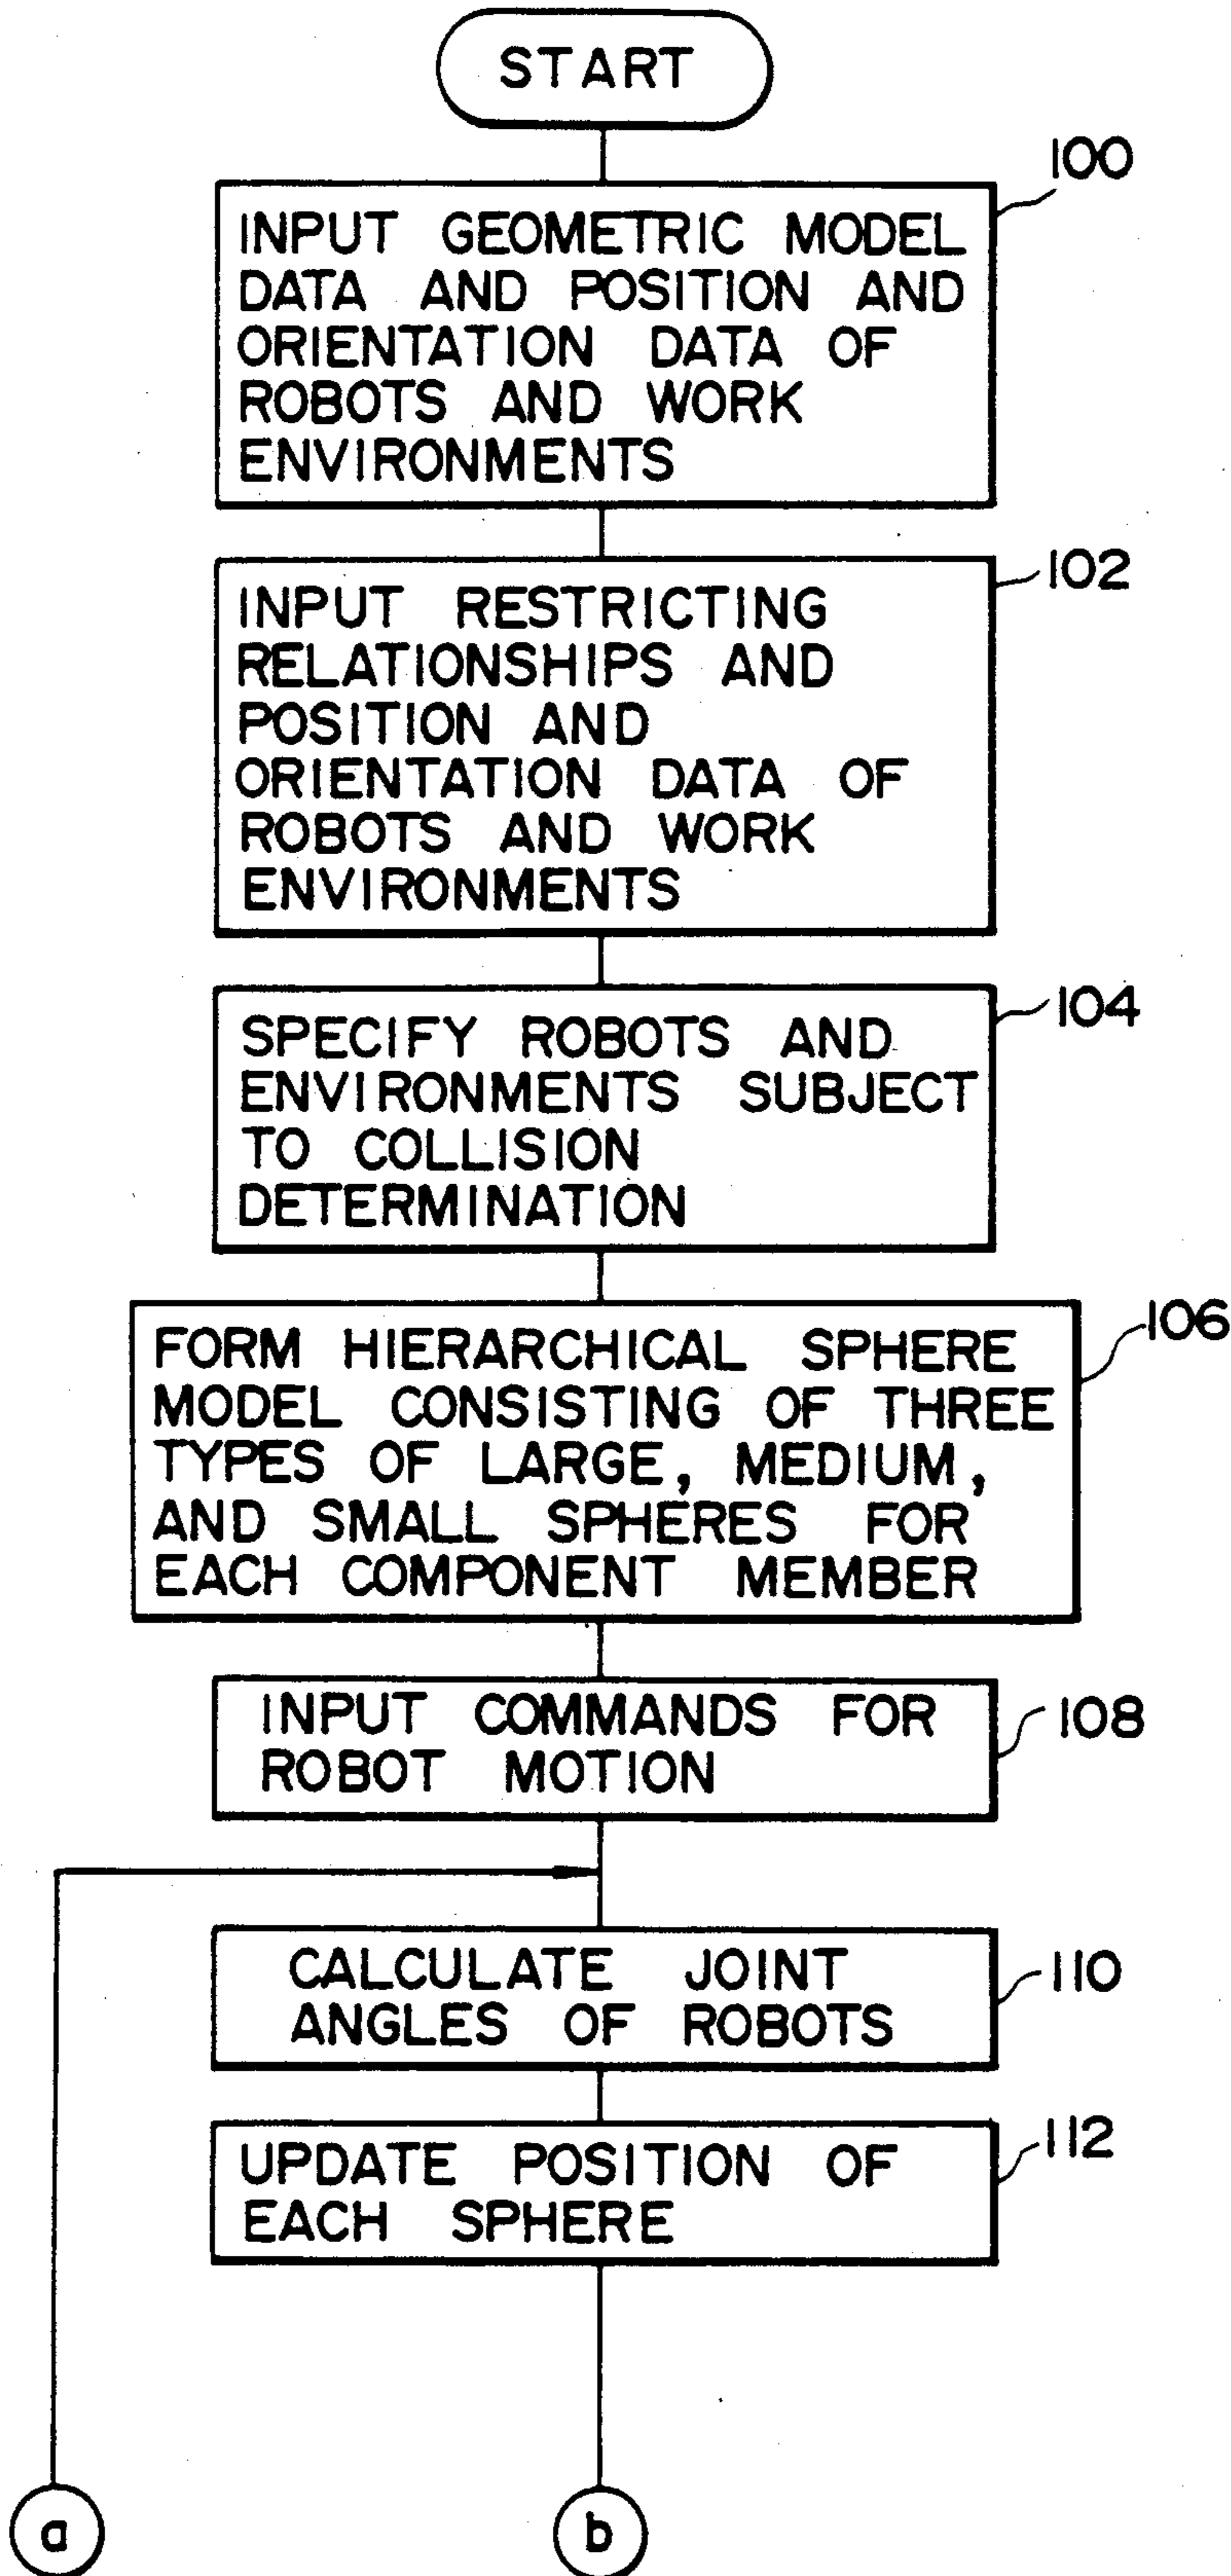 START
100
INPUT GEOMETRIC MODEL
DATA AND POSITION AND
ORIENTATION DATA OF
ROBOTS AND WORK
ENVIRONMENTS
102
INPUT RESTRICTING
RELATIONSHIPS AND
POSITION AND
ORIENTATION DATA OF
ROBOTS AND WORK
ENVIRONMENTS
104
SPECIFY ROBOTS AND
ENVIRONMENTS SUBJECT
TO COLLISION
DETERMINATION
106
FORM HIERARCHICAL SPHERE
MODEL CONSISTING OF THREE
TYPES OF LARGE, MEDIUM,
AND SMALL SPHERES FOR
EACH COMPONENT MEMBER
108
INPUT COMMANDS FOR
ROBOT MOTION
110
CALCULATE JOINT
ANGLES OF ROBOTS
112
UPDATE POSITION OF
EACH SPHERE
a b